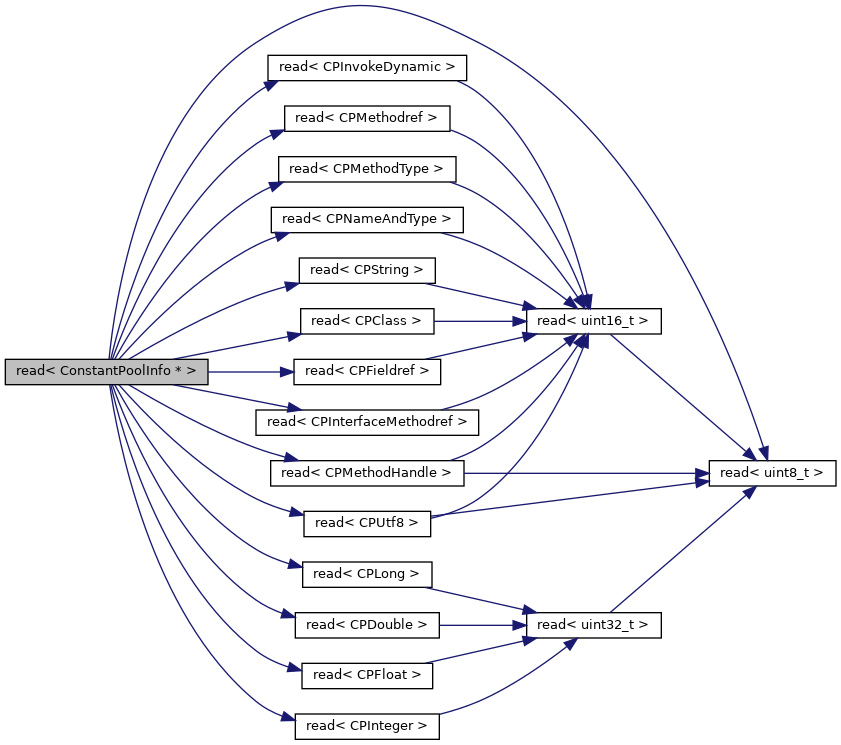 read< CPInvokeDynamic >
read< CPMethodref >
read< CPMethodType >
read< CPNameAndType >
read< CPString >
read< CPClass >
read< uint16_t >
read< ConstantPoolInfo * >
read< CPFieldref >
read< CPInterfaceMethodref >
read< CPMethodHandle >
read< uint8_t >
read< CPUtf8 >
read< CPLong >
read< CPDouble >
read< uint32_t >
read< CPFloat >
read< CPInteger >